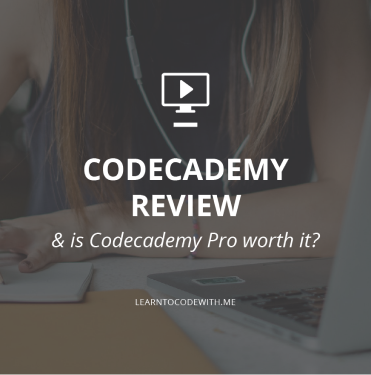 CODECADEMY
REVIEW
& is Codecademy Pro worth it?
LEARNTOCODEWITH.ME